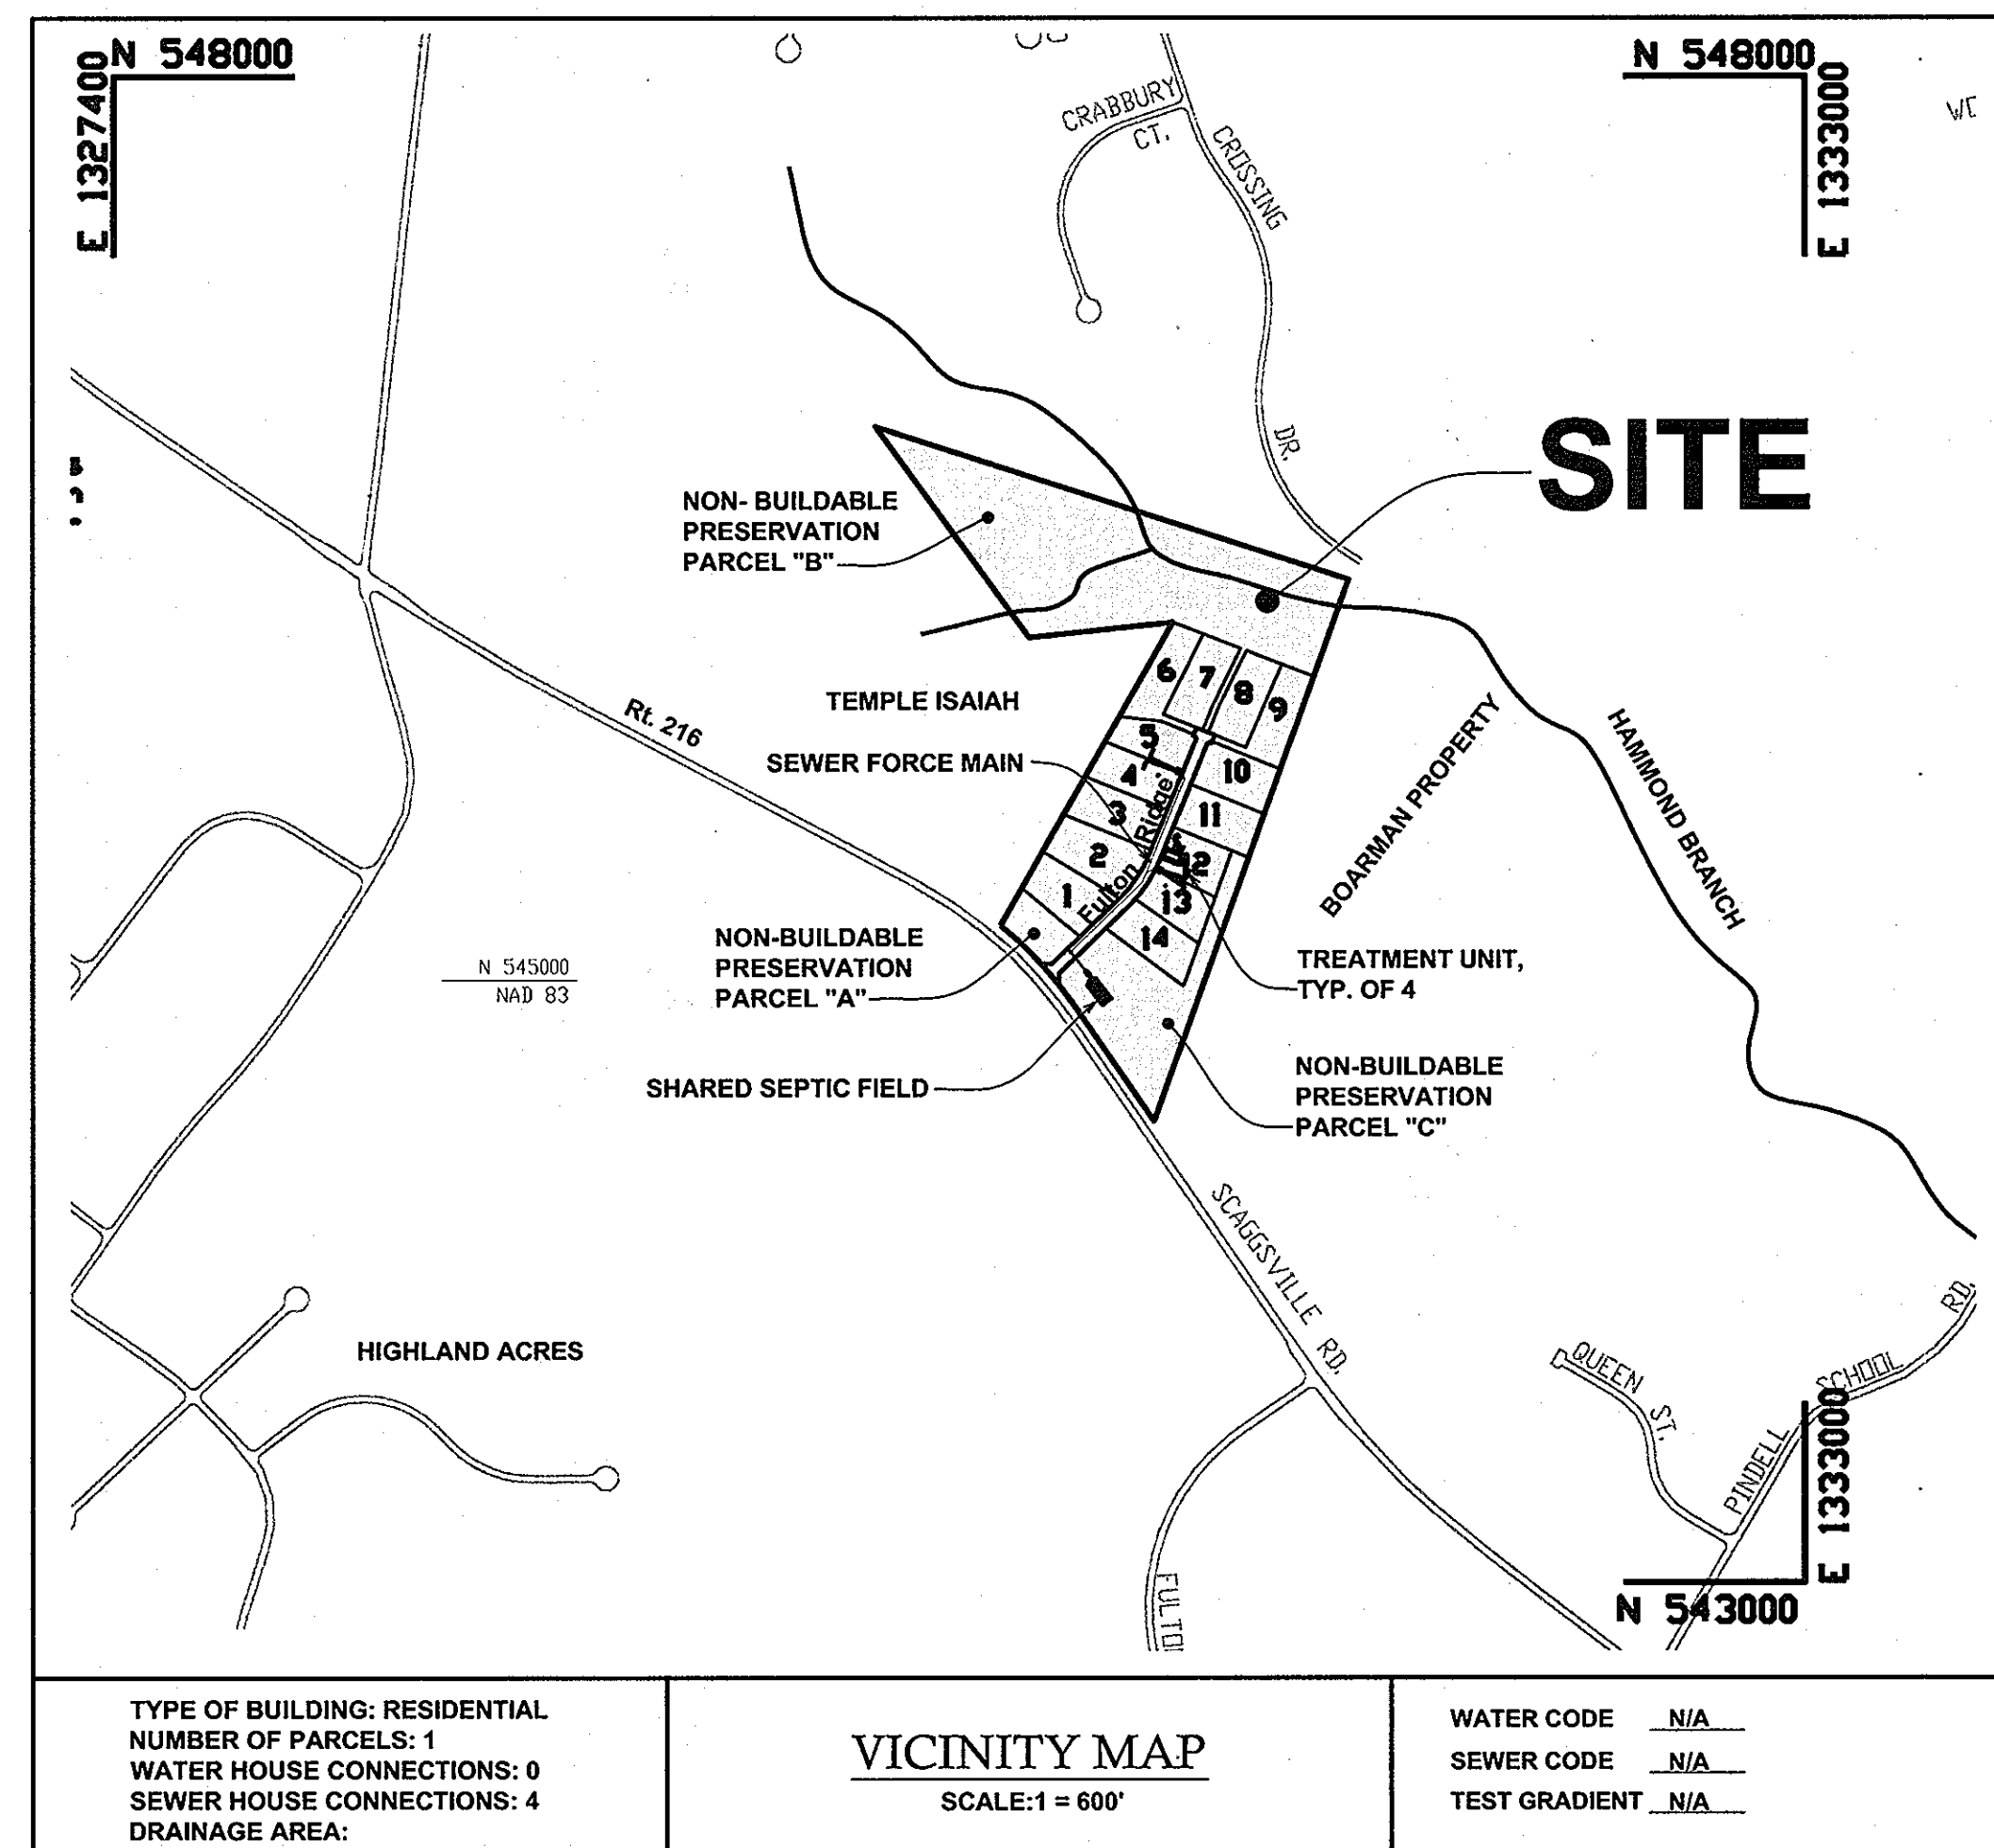 N 548000
E 1327400
N 548000
E 1333000
CRABBURY
CT.
CROSSING
DR.
SITE
NON- BUILDABLE
PRESERVATION
PARCEL "B"
TEMPLE ISAIAH
Rt. 216
SEWER FORCE MAIN
6
7
8
9
5
4
3
2
1
10
11
12
13
14
Fulton Ridge
BOARMAN PROPERTY
HAMMOND BRANCH
N 545000
NAD 83
NON-BUILDABLE
PRESERVATION
PARCEL "A"
TREATMENT UNIT,
TYP. OF 4
SHARED SEPTIC FIELD
NON-BUILDABLE
PRESERVATION
PARCEL "C"
SCAGGSVILLE RD.
HIGHLAND ACRES
QUEEN ST.
PINDELL SCHOOL RD.
E 1333000
N 543000
TYPE OF BUILDING: RESIDENTIAL
NUMBER OF PARCELS: 1
WATER HOUSE CONNECTIONS: 0
SEWER HOUSE CONNECTIONS: 4
DRAINAGE AREA:
VICINITY MAP
SCALE:1 = 600'
WATER CODE N/A
SEWER CODE N/A
TEST GRADIENT N/A